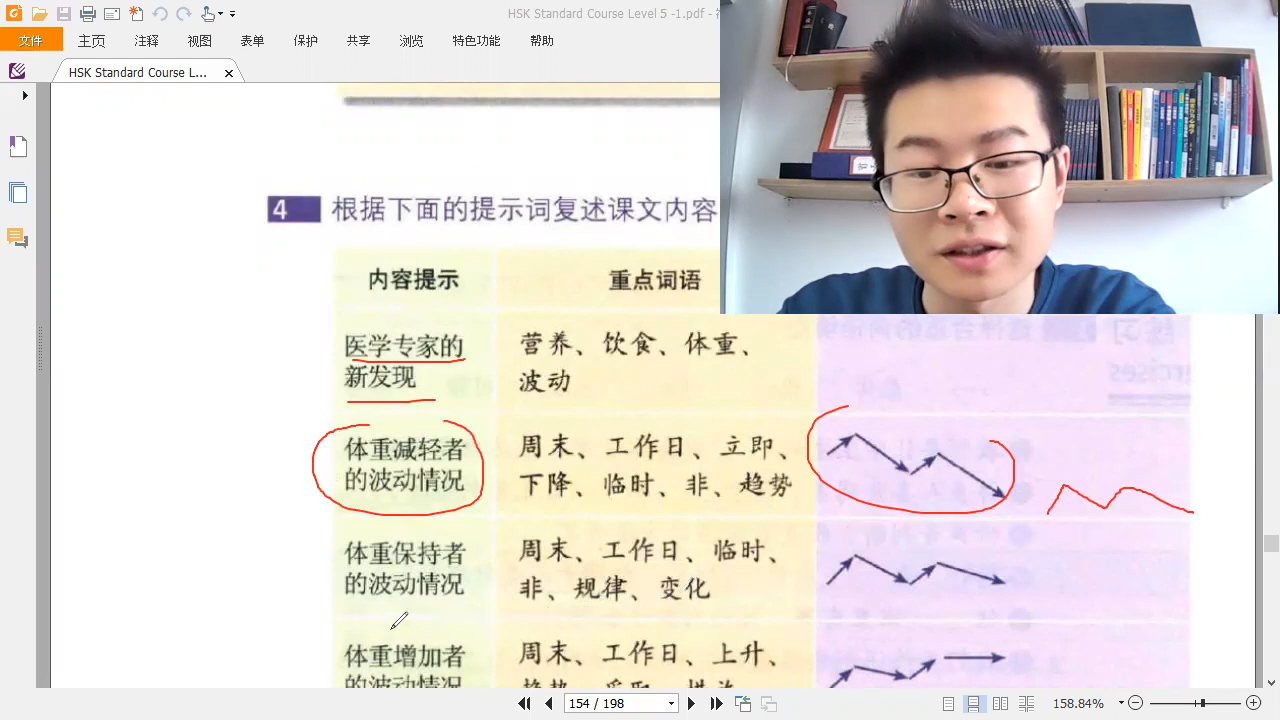 HSK Standard Course Level 5 -1.pdf -
文件 主页 注释 视图 表单 保护 共享 浏览 特色功能 帮助
HSK Standard Course L...
4 根据下面的提示词复述课文内容
内容提示 重点词语
医学专家的
新发现
营养、饮食、体重、
波动
体重减轻者
的波动情况
周末、工作日、立即、
下降、临时、非、趋势
体重保持者
的波动情况
周末、工作日、临时、
非、规律、变化
体重增加者
的波动情况
周末、工作日、上升、
154 / 198
158.84%